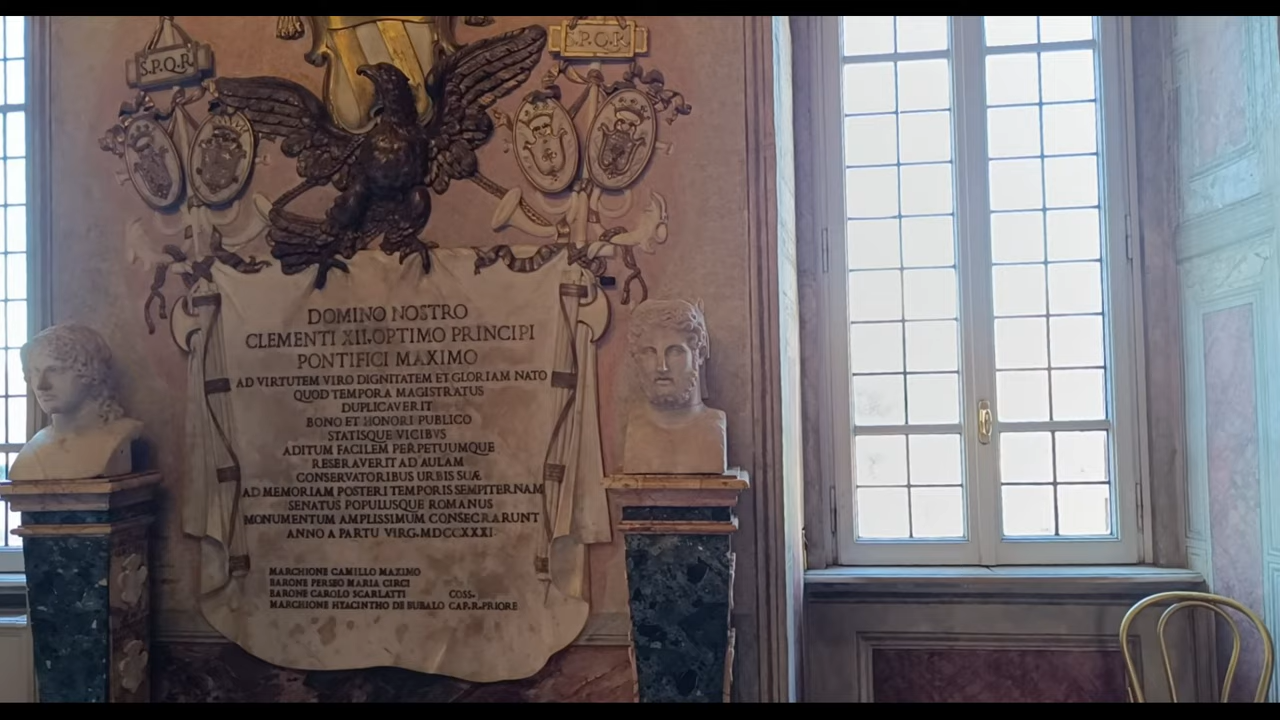 S.P.Q.R
S.P.Q.R
DOMINO NOSTRO
CLEMENTI XII.OPTIMO PRINCIPI
PONTIFICI MAXIMO
AD VIRTUTEM VIRO DIGNITATEM ET GLORIAM NATO
QUOD TEMPORA MAGISTRATUS
DUPLICAVERIT
BONO ET HONORI PUBLICO
STATISQUE VICIBVS
ADITUM FACILEM PERPETUUMQUE
RESERAVERIT AD AULAM
CONSERVATORIBUS URBIS SUÆ
AD MEMORIAM POSTERI TEMPORIS SEMPITERNAM
SENATUS POPULUSQUE ROMANUS
MONUMENTUM AMPLISSIMUM CONSECRARUNT
ANNO A PARTU VIRG. MDCCXXXI.
MARCHIONE CAMILLO MAXIMO
BARONE PERSEO MARIA CIRCI
BARONE CAROLO SCARLATTI COSS.
MARCHIONE HYACINTHO DE BUBALO CAP.R.PRIORE